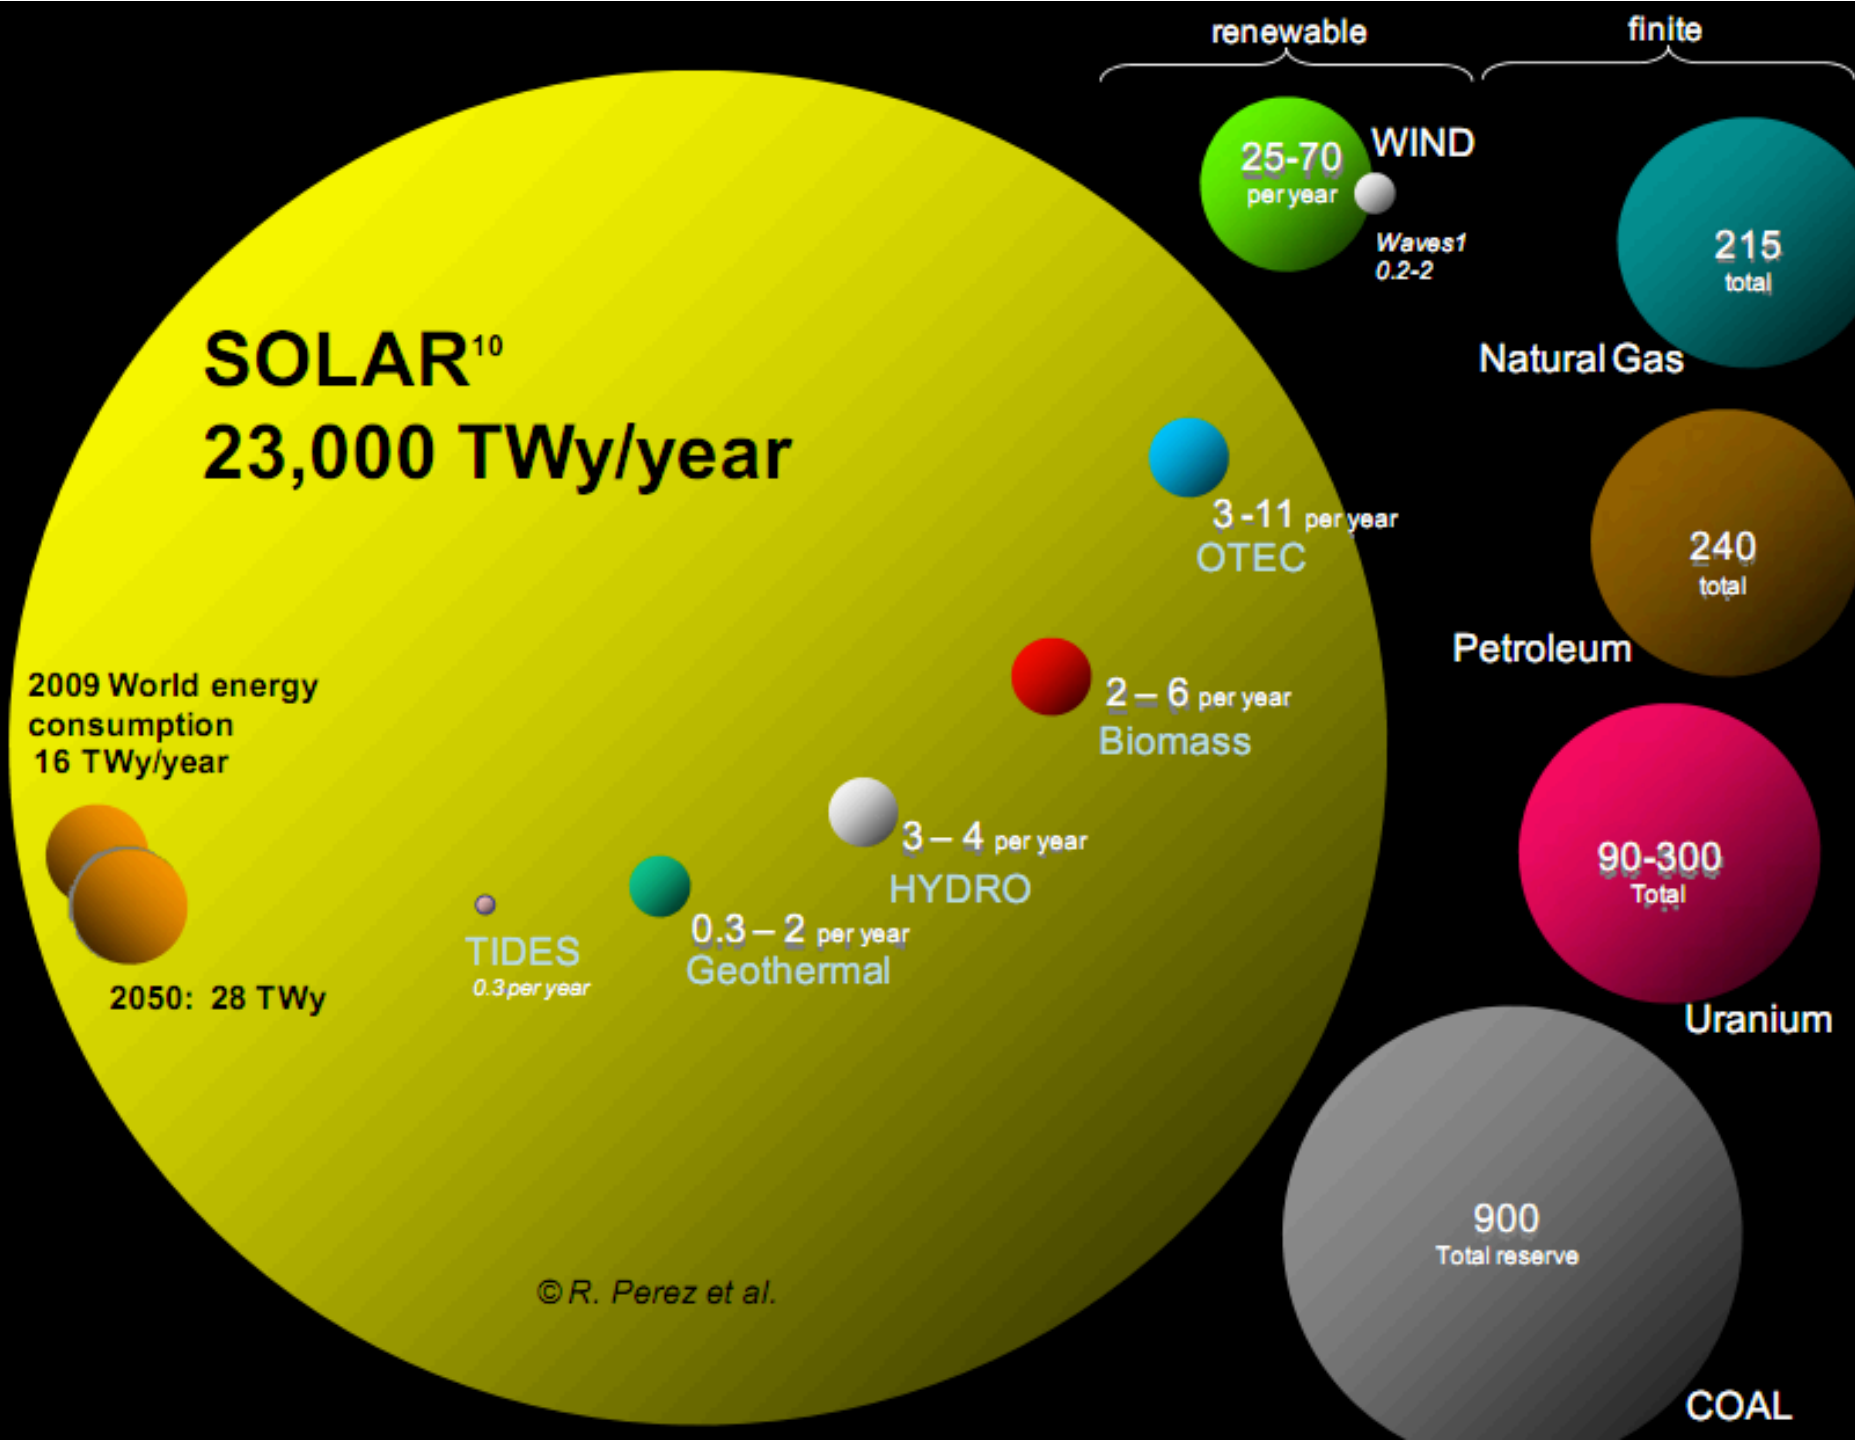 renewable
finite
25-70
per year
WIND
Waves1
0.2-2
215
total
Natural Gas
SOLAR¹⁰
23,000 TWy/year
3 -11 per year
OTEC
240
total
Petroleum
2009 World energy
consumption
16 TWy/year
2 – 6 per year
Biomass
3 – 4 per year
HYDRO
90-300
Total
Uranium
TIDES
0.3 per year
0.3 – 2 per year
Geothermal
2050: 28 TWy
900
Total reserve
© R. Perez et al.
COAL